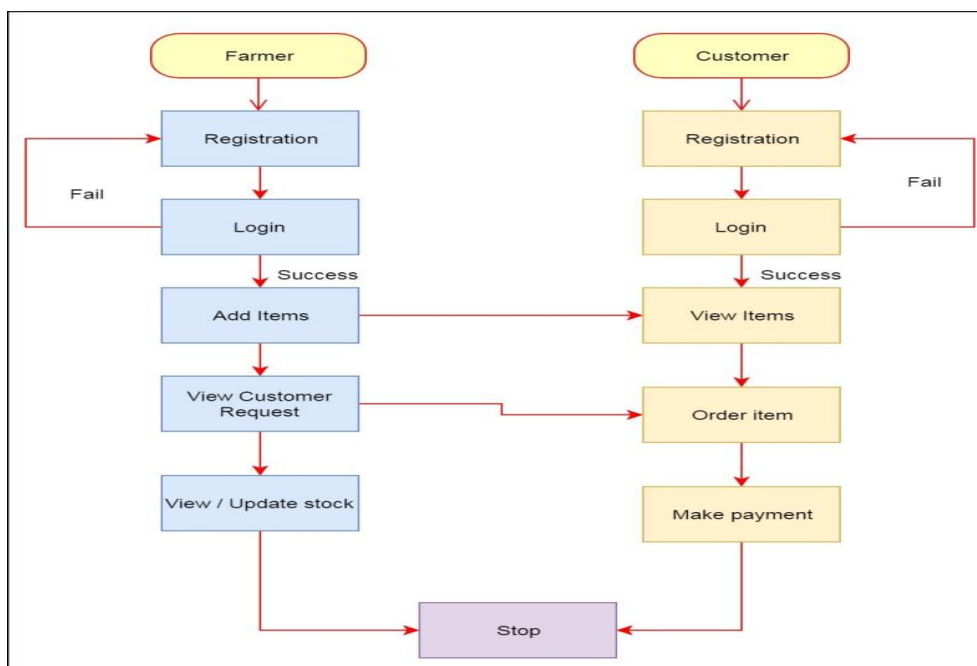 Farmer
Customer
Registration
Registration
Fail
Fail
Login
Login
Success
Success
Add Items
View Items
View Customer
Request
Order item
View / Update stock
Make payment
Stop